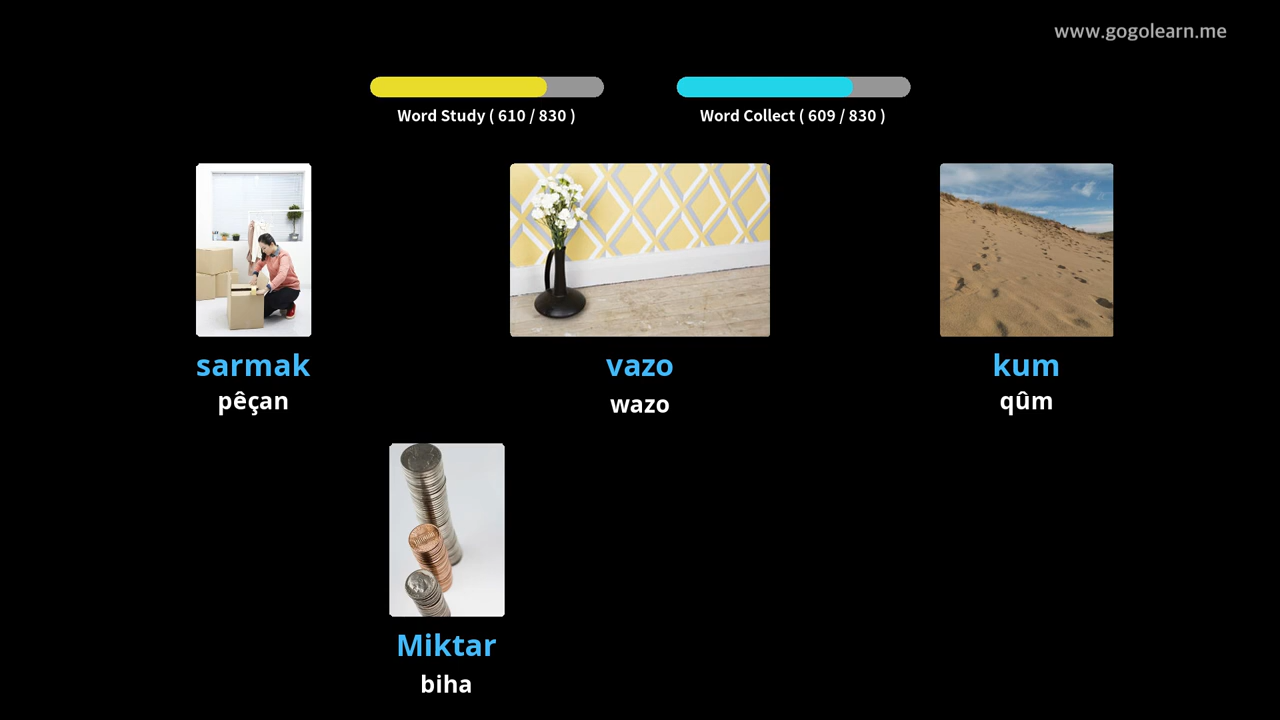 www.gogolearn.me
Word Study ( 610 / 830 )
Word Collect ( 609 / 830 )
sarmak
pêçan
vazo
wazo
kum
qûm
Miktar
biha